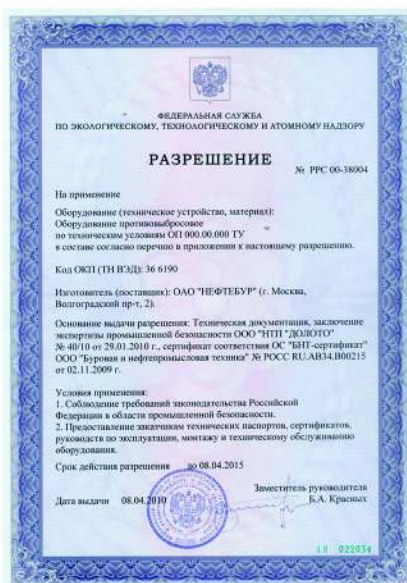 ФЕДЕРАЛЬНАЯ СЛУЖБА
ПО ЭКОЛОГИЧЕСКОМУ, ТЕХНОЛОГИЧЕСКОМУ И АТОМНОМУ НАДЗОРУ
РАЗРЕШЕНИЕ
№ РРС 00-38004
На применение
Оборудование (техническое устройство, материал):
Оборудование противовыбросовое
по техническим условиям ОП 000.00.000 ТУ
в составе согласно перечню в приложении к настоящему разрешению.
Код ОКП (ТН ВЭД): 36 6190
Изготовитель (поставщик): ОАО "НЕФТЕБУР" (г. Москва,
Волгоградский пр-т, 2).
Основание выдачи разрешения: Техническая документация, заключение
экспертизы промышленной безопасности ООО "НТП "ДОЛОТО"
№ 40/10 от 29.01.2010 г., сертификат соответствия ОС "БНТ-сертификат"
ООО "Буровая и нефтепромысловая техника" № РОСС RU.АВ34.В00215
от 02.11.2009 г.
Условия применения:
1. Соблюдение требований законодательства Российской
Федерации в области промышленной безопасности.
2. Предоставление заказчикам технических паспортов, сертификатов,
руководств по эксплуатации, монтажу и техническому обслуживанию
оборудования.
Срок действия разрешения до 08.04.2015
Заместитель руководителя
Дата выдачи 08.04.2010 Б.А. Красных
022034